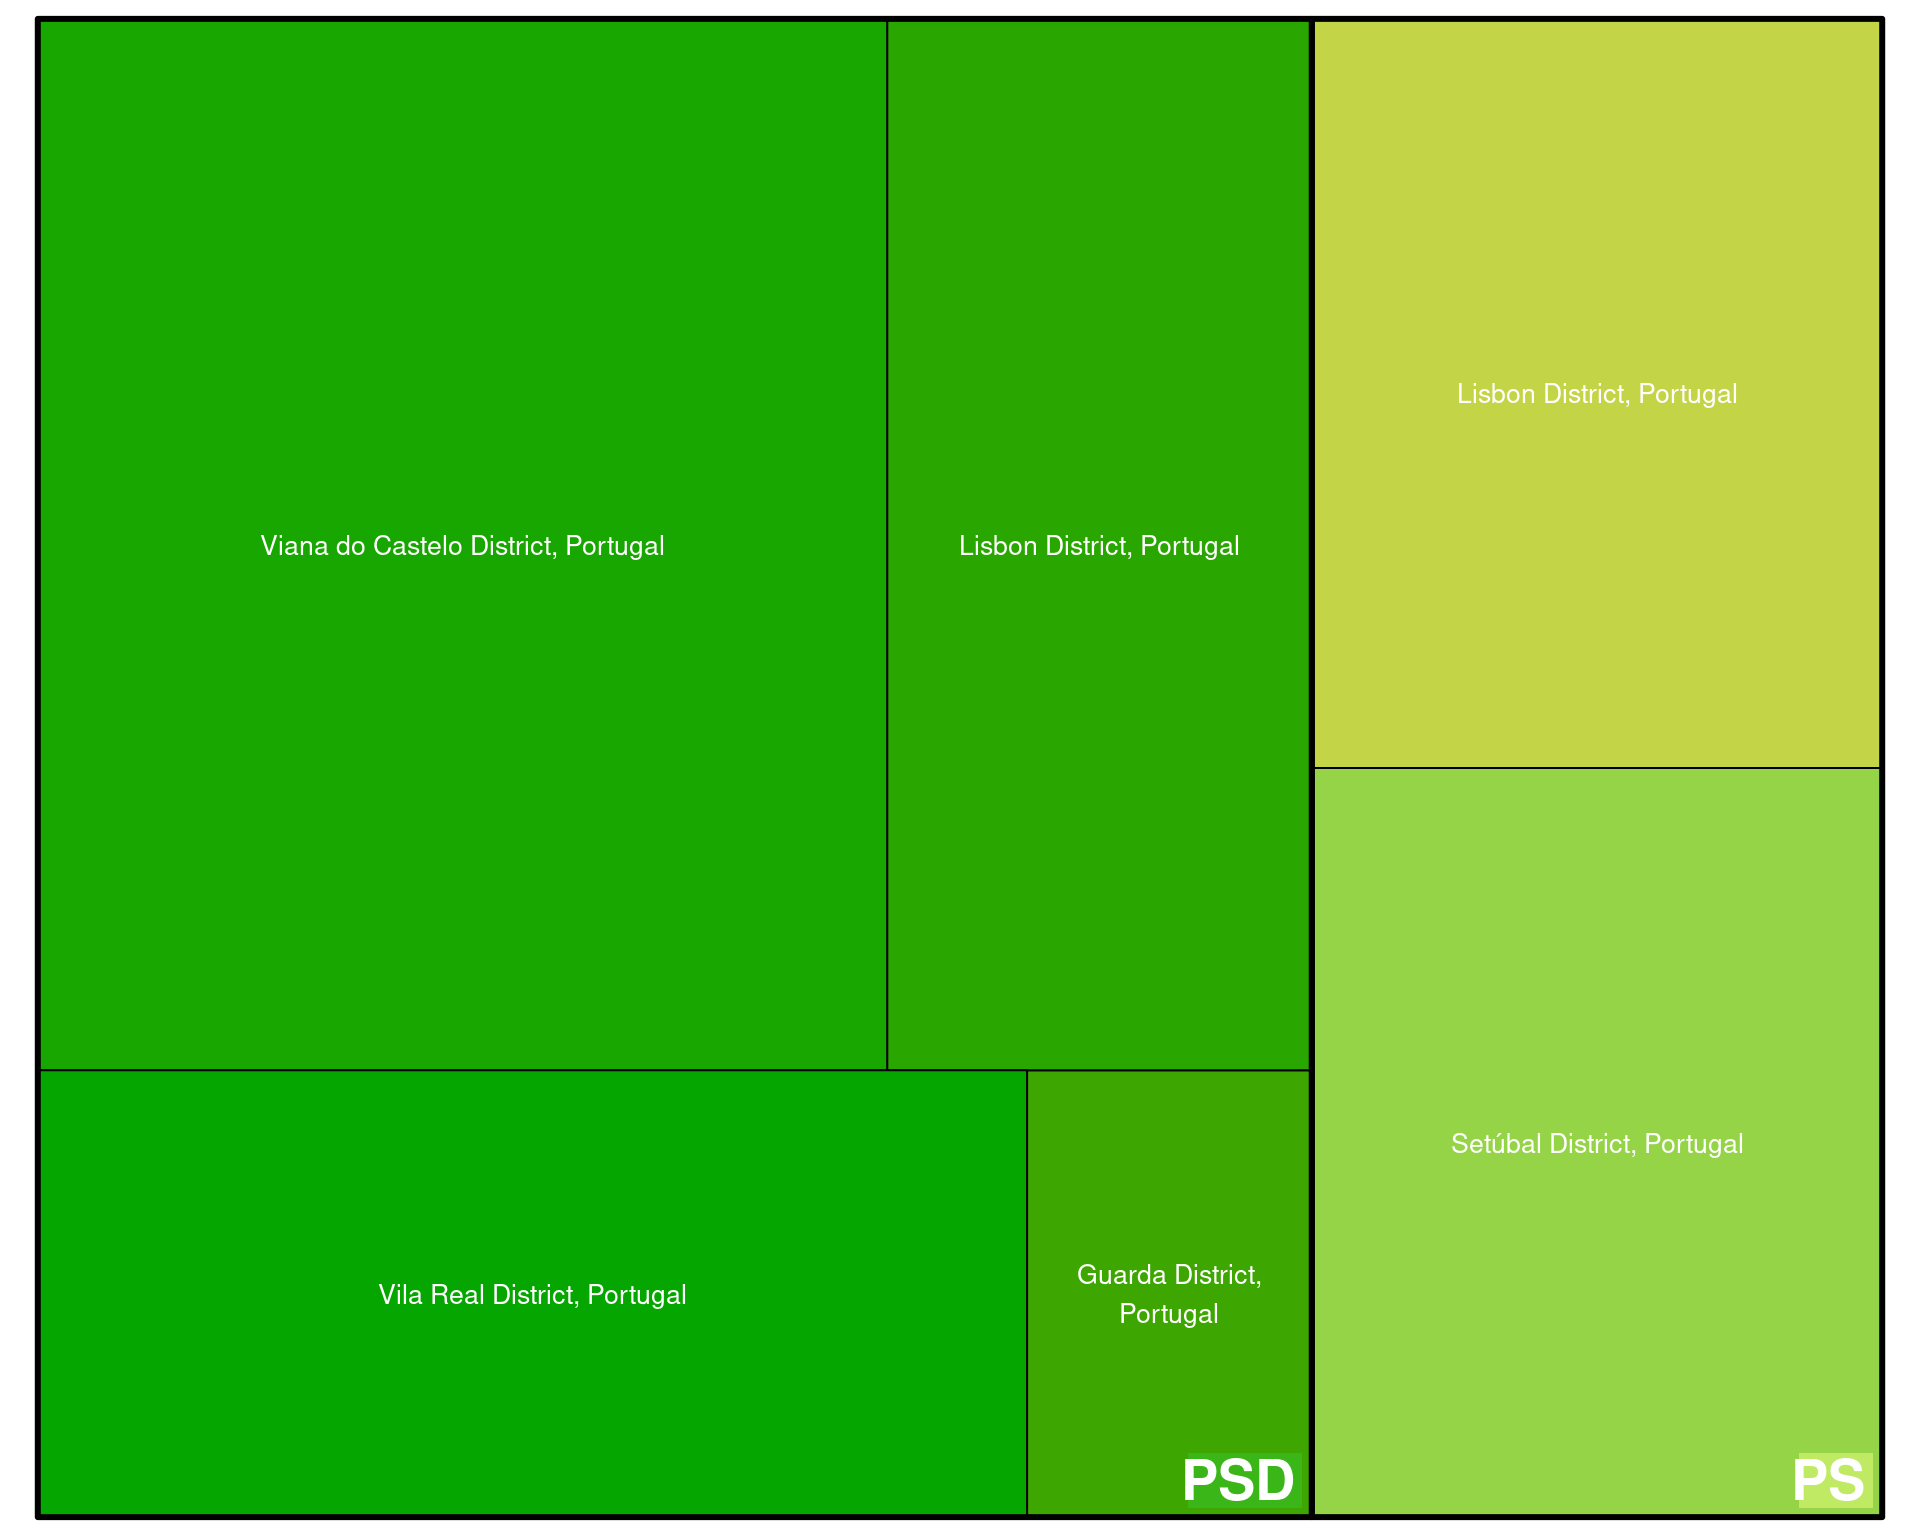 Viana do Castelo District, Portugal
Lisbon District, Portugal
Lisbon District, Portugal
Setúbal District, Portugal
Vila Real District, Portugal
Guarda District,
Portugal
PSD
PS